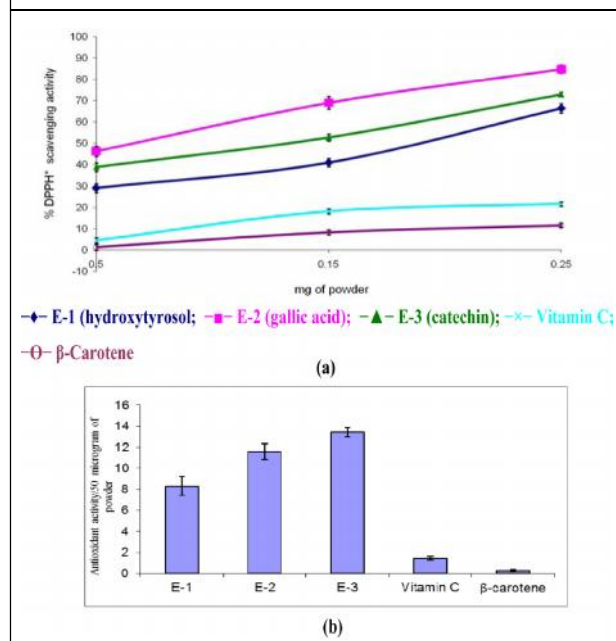 100
90
80
70
60
50
40
30
20
10
0
-10
% DPPH* scavenging activity
0.5 0.15 0.25
mg of powder
E-1 (hydroxytyrosol; E-2 (gallic acid); E-3 (catechin); Vitamin C;
β-Carotene
(a)
16
14
12
10
8
6
4
2
0
Antioxidant activity:50 microgram of
powder
E-1 E-2 E-3 Vitamin C β-carotene
(b)